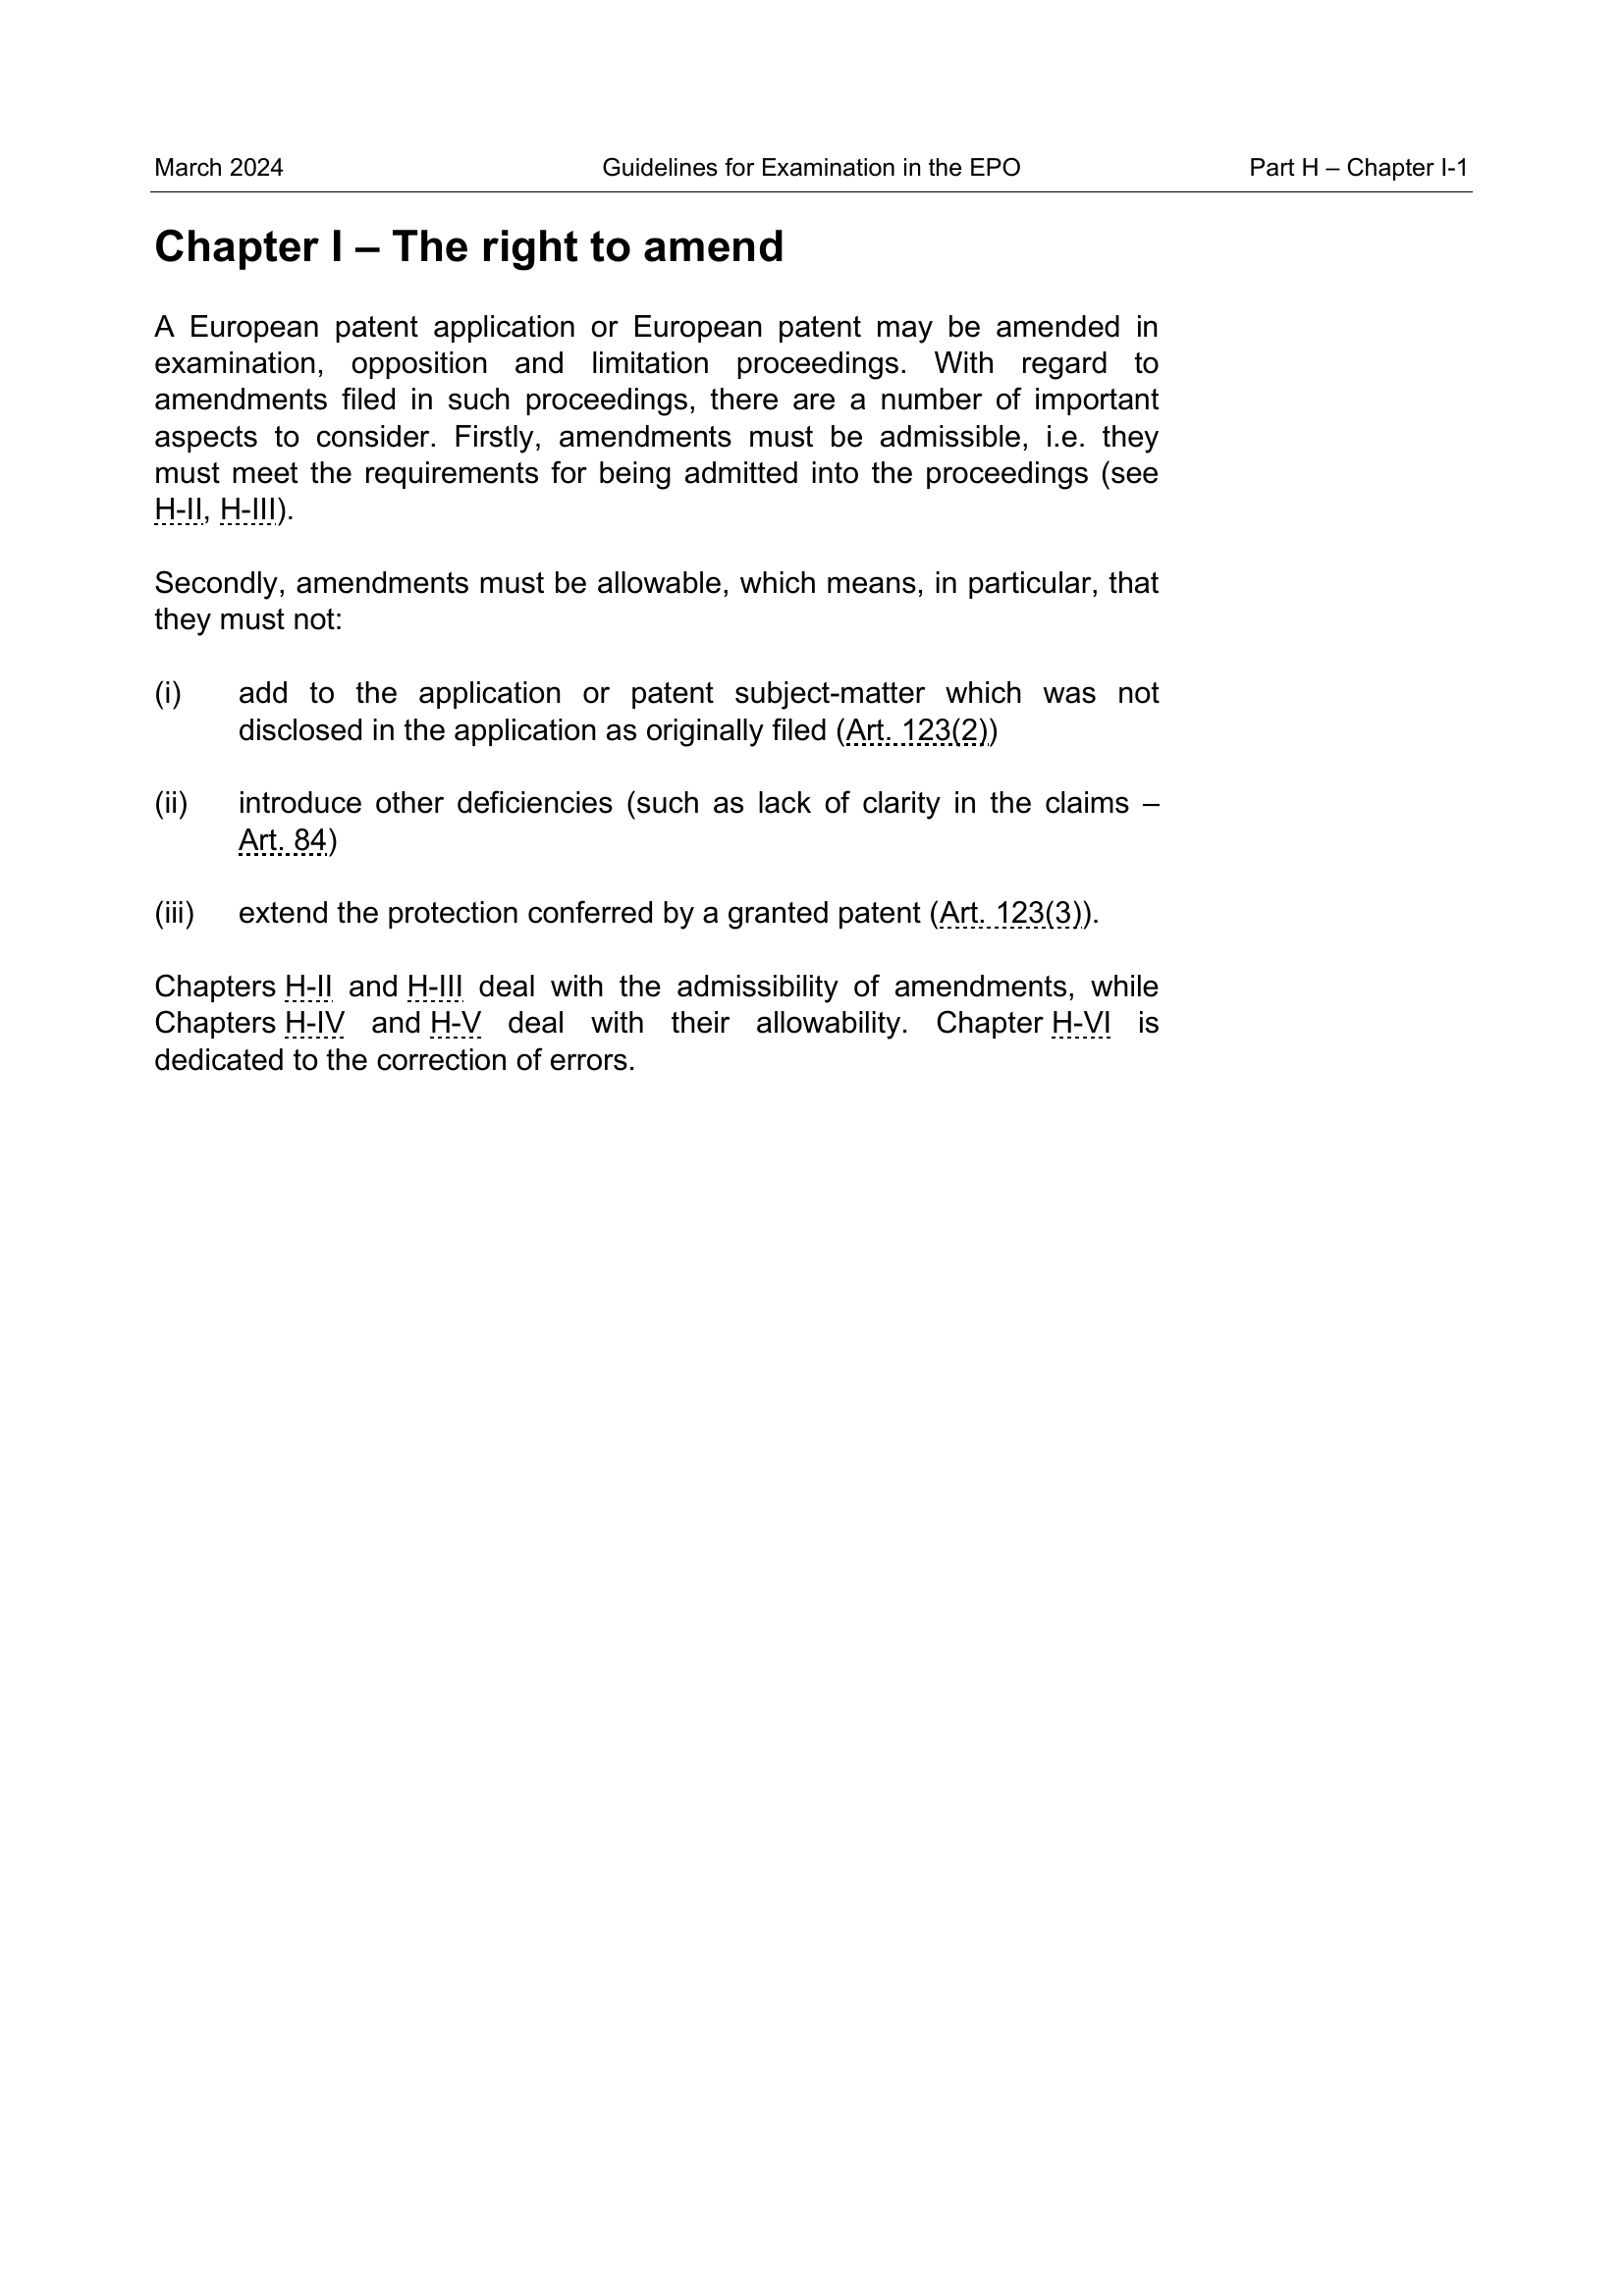 March 2024 Guidelines for Examination in the EPO Part H – Chapter I-1
Chapter I – The right to amend
A European patent application or European patent may be amended in
examination, opposition and limitation proceedings. With regard to
amendments filed in such proceedings, there are a number of important
aspects to consider. Firstly, amendments must be admissible, i.e. they
must meet the requirements for being admitted into the proceedings (see
H-II, H-III).
Secondly, amendments must be allowable, which means, in particular, that
they must not:
(i) add to the application or patent subject-matter which was not
disclosed in the application as originally filed (Art. 123(2))
(ii) introduce other deficiencies (such as lack of clarity in the claims –
Art. 84)
(iii) extend the protection conferred by a granted patent (Art. 123(3)).
Chapters H-II and H-III deal with the admissibility of amendments, while
Chapters H-IV and H-V deal with their allowability. Chapter H-VI is
dedicated to the correction of errors.